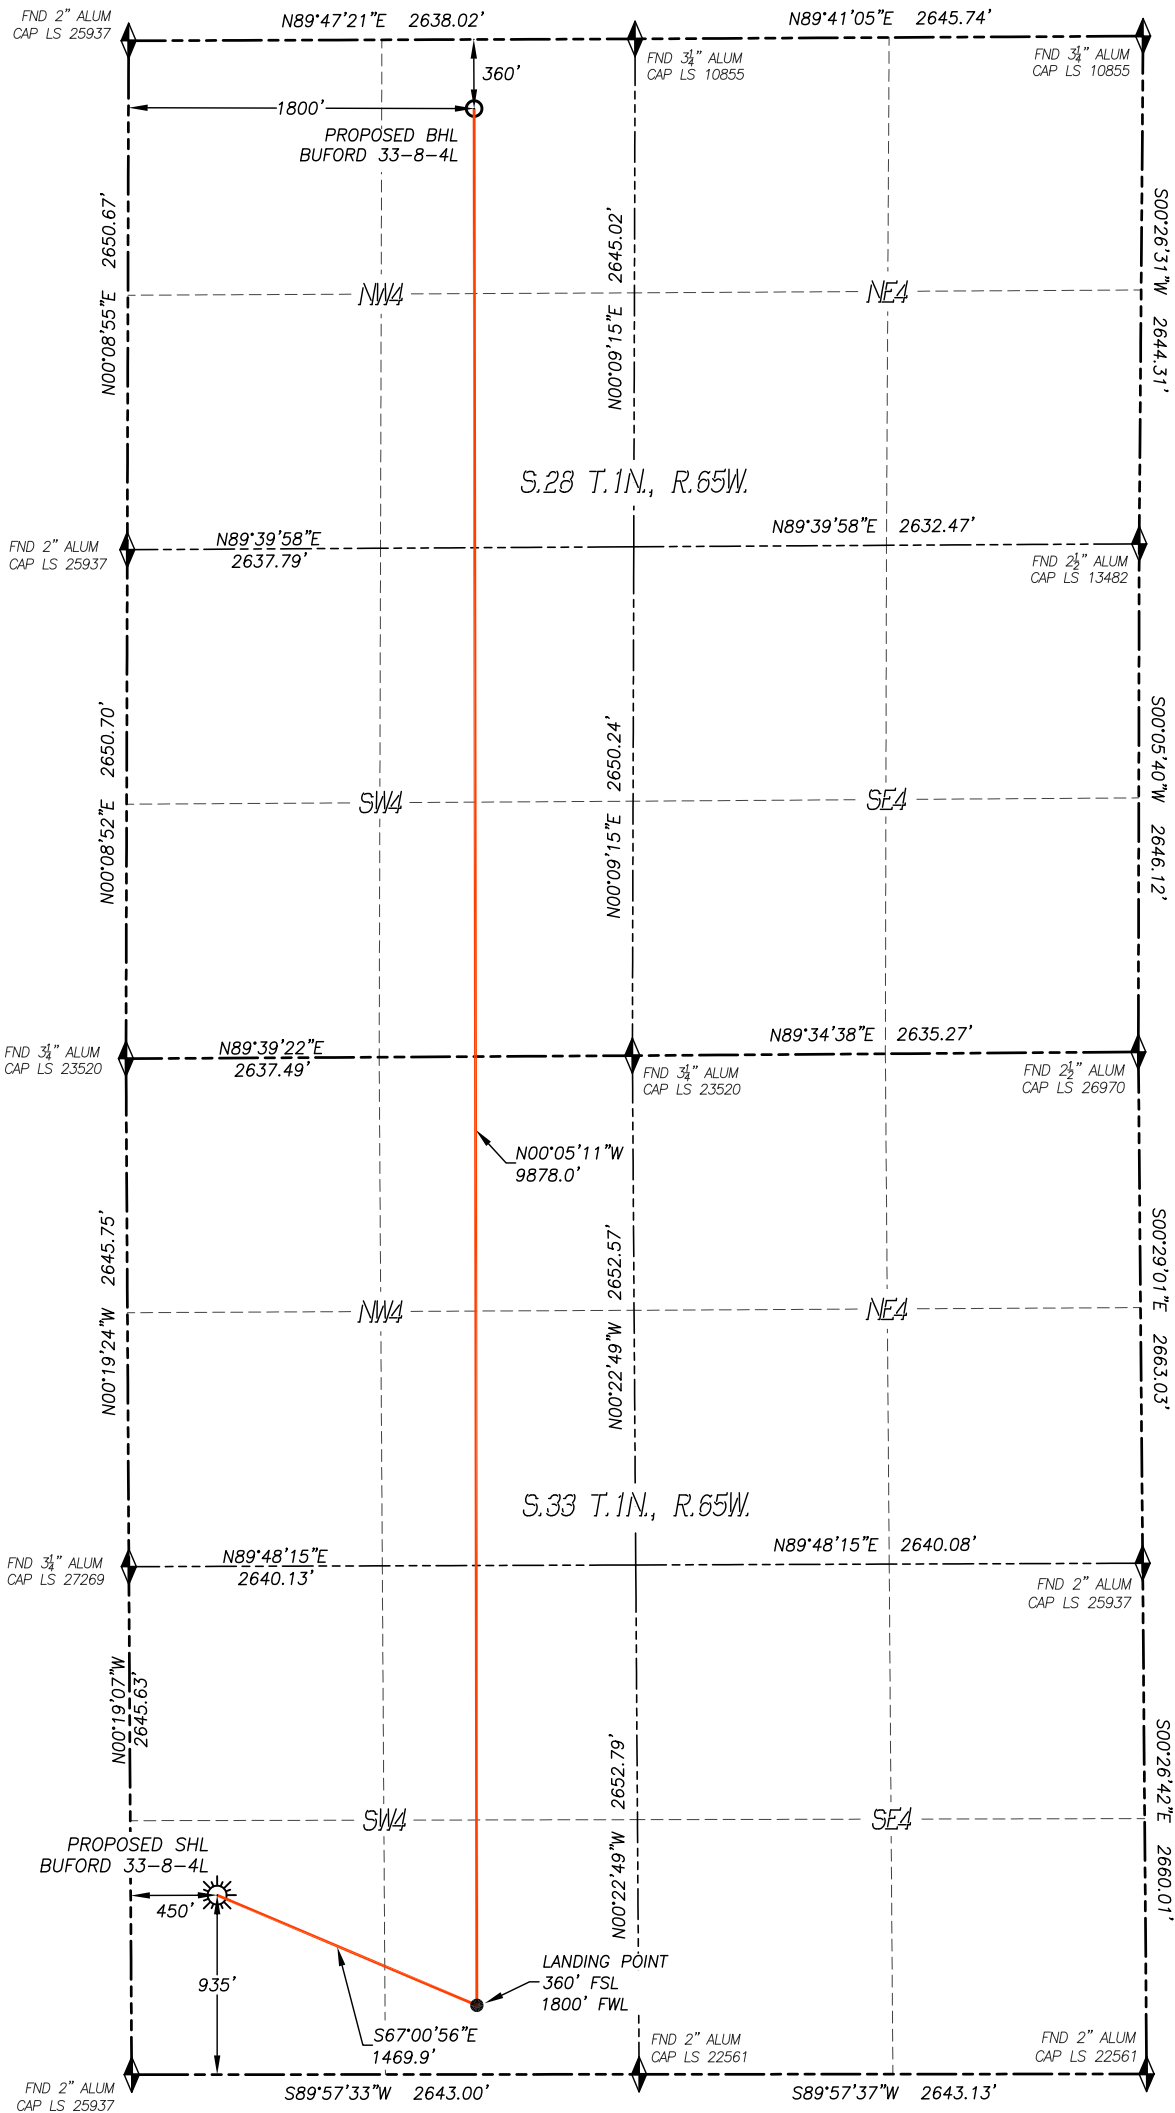 FND 2" ALUM
CAP LS 25937
N89°47'21"E 2638.02'
N89°41'05"E 2645.74'
FND 3¼" ALUM
CAP LS 10855
FND 3¼" ALUM
CAP LS 10855
360'
1800'
PROPOSED BHL
BUFORD 33-8-4L
N00°08'55"E 2650.67'
N00°09'15"E 2645.02'
S00°26'31"W 2644.31'
NW4
NE4
S.28 T.1N., R.65W.
FND 2" ALUM
CAP LS 25937
N89°39'58"E
2637.79'
N89°39'58"E 2632.47'
FND 2½" ALUM
CAP LS 13482
N00°08'52"E 2650.70'
N00°09'15"E 2650.24'
S00°05'40"W 2646.12'
SW4
SE4
FND 3¼" ALUM
CAP LS 23520
N89°39'22"E
2637.49'
N89°34'38"E 2635.27'
FND 3¼" ALUM
CAP LS 23520
FND 2½" ALUM
CAP LS 26970
N00°05'11"W
9878.0'
N00°19'24"W 2645.75'
N00°22'49"W 2652.57'
S00°29'01"E 2663.03'
NW4
NE4
S.33 T.1N., R.65W.
FND 3¼" ALUM
CAP LS 27269
N89°48'15"E
2640.13'
N89°48'15"E 2640.08'
FND 2" ALUM
CAP LS 25937
N00°19'07"W
2645.63'
N00°22'49"W 2652.79'
S00°26'42"E 2660.01'
SW4
SE4
PROPOSED SHL
BUFORD 33-8-4L
450'
935'
LANDING POINT
360' FSL
1800' FWL
S67°00'56"E
1469.9'
FND 2" ALUM
CAP LS 22561
FND 2" ALUM
CAP LS 22561
FND 2" ALUM
CAP LS 25937
S89°57'33"W 2643.00'
S89°57'37"W 2643.13'